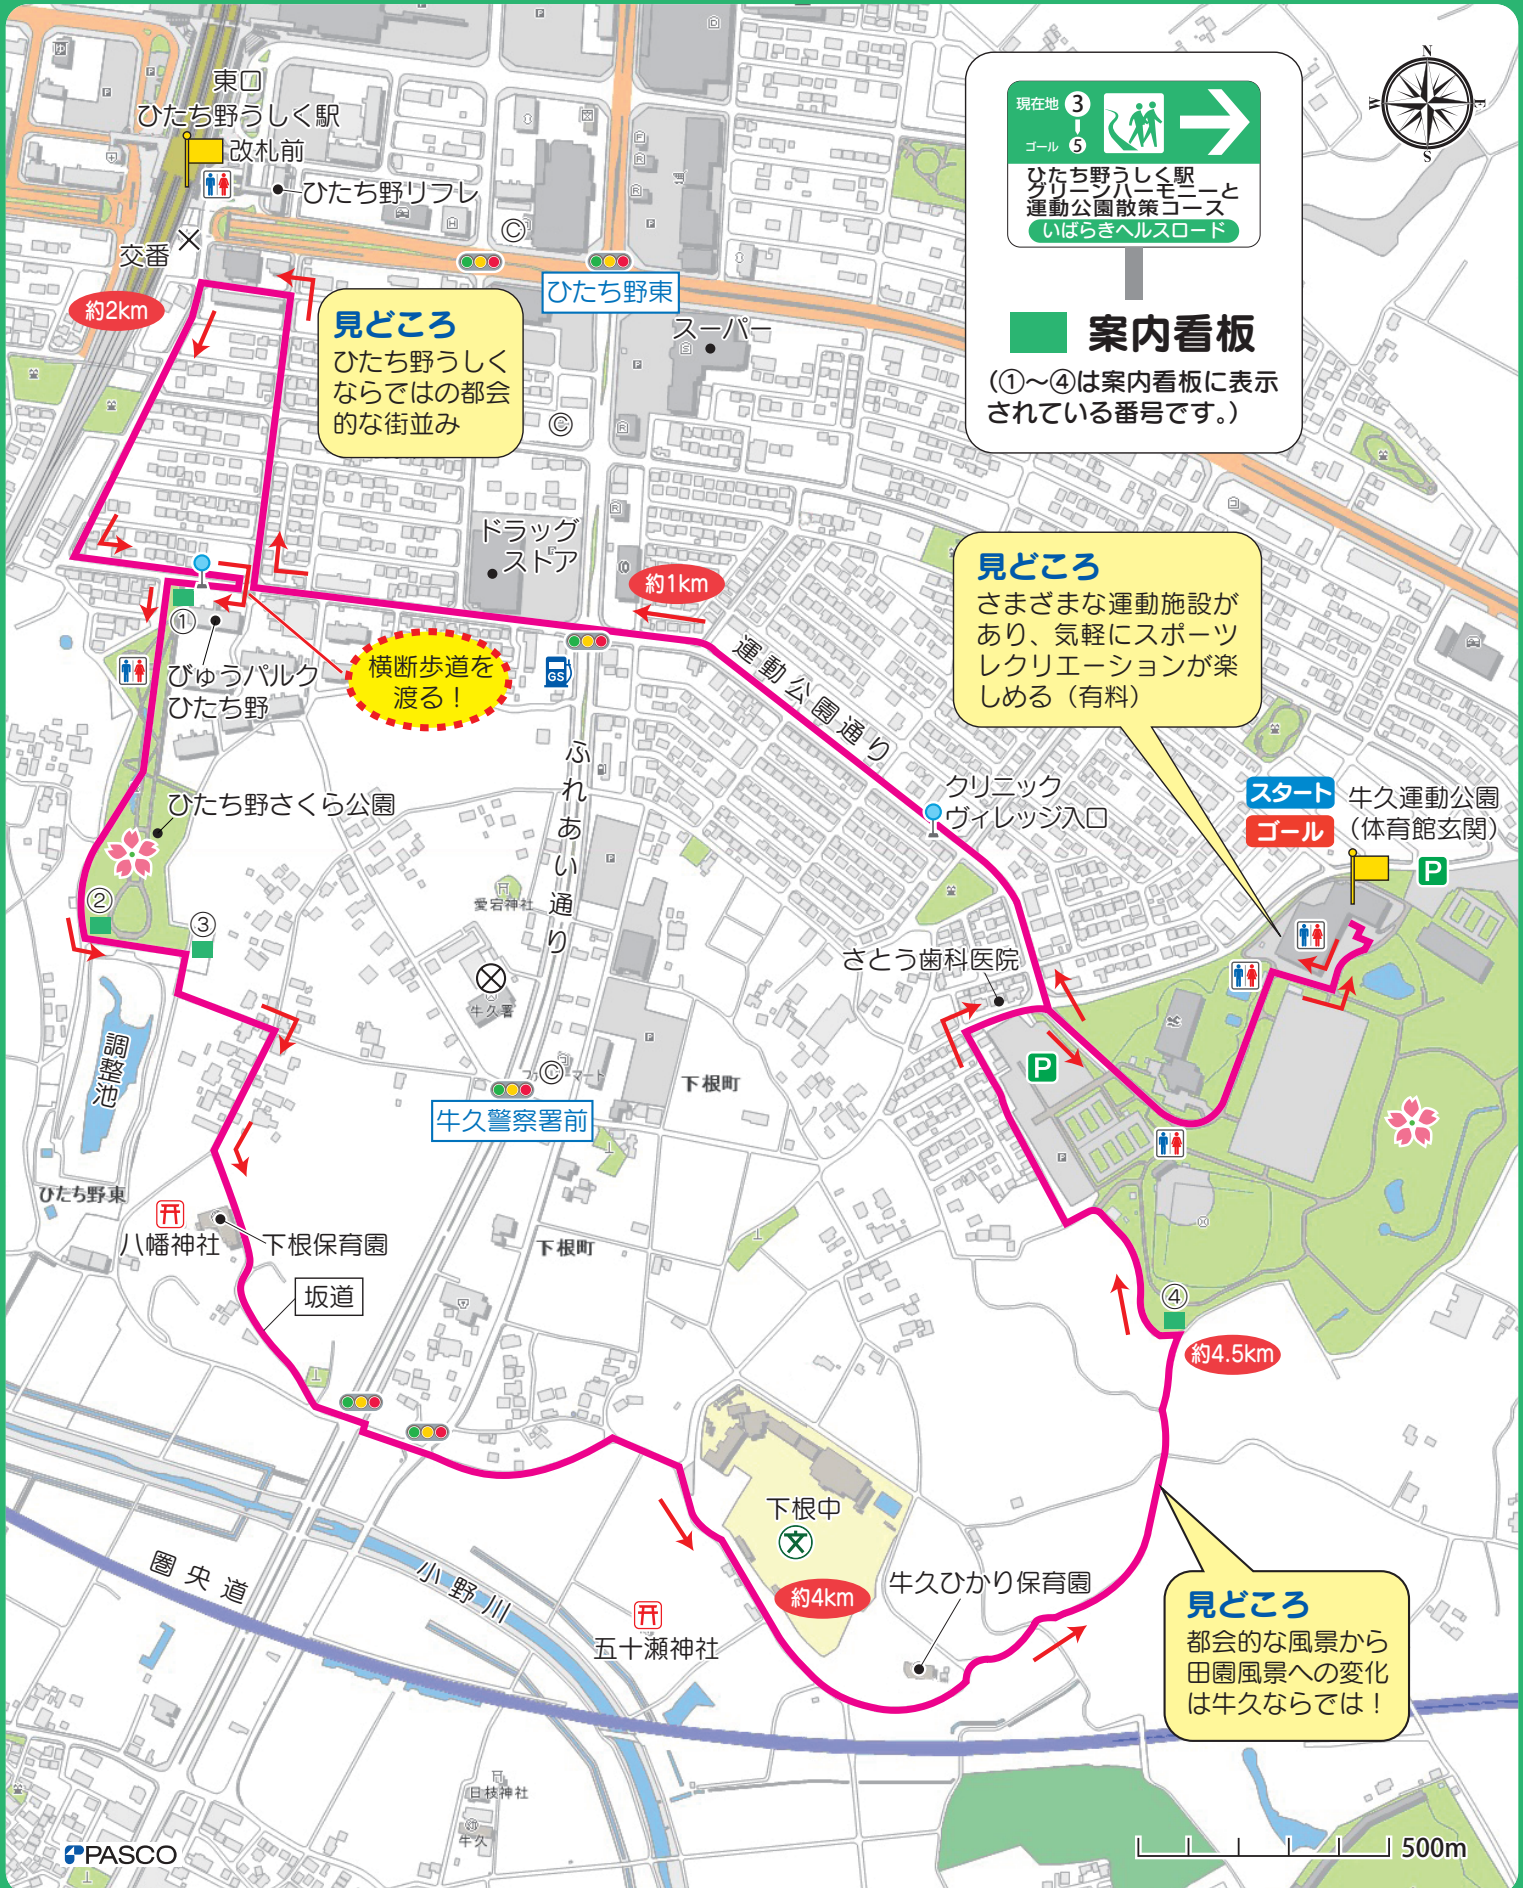 東口
ひたち野うしく駅
改札前
ひたち野リフレ
交番
約2km
見どころ
ひたち野うしく
ならではの都会
的な街並み
ひたち野東
スーパー
現在地 3
ゴール 5
ひたち野うしく駅
グリーンハーモニーと
運動公園散策コース
いばらきヘルスロード
案内看板
(①〜④は案内看板に表示
されている番号です。)
N
W
E
S
ドラッグ
ストア
約1km
①
びゅうパルク
ひたち野
横断歩道を
渡る！
GS
運動公園通り
見どころ
さまざまな運動施設が
あり、気軽にスポーツ
レクリエーションが楽
しめる（有料）
クリニック
ヴィレッジ入口
スタート
ゴール
牛久運動公園
（体育館玄関）
P
ひたち野さくら公園
ふれあい通り
②
③
愛宕神社
牛久署
さとう歯科医院
P
調整池
牛久警察署前
下根町
ひたち野東
八幡神社
下根保育園
坂道
下根町
④
約4.5km
下根中
文
約4km
牛久ひかり保育園
圏央道
小野川
五十瀬神社
見どころ
都会的な風景から
田園風景への変化
は牛久ならでは！
日枝神社
牛久
PASCO
500m